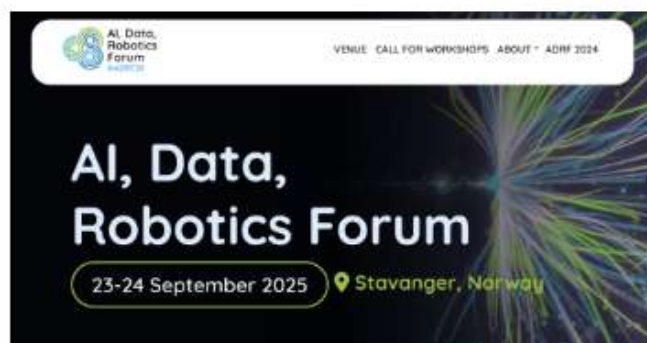 AI, Data,
Robotics
Forum
VENUE CALL FOR WORKSHOPS ABOUT ADRF 2024
AI, Data,
Robotics Forum
23-24 September 2025
Stavanger, Norway